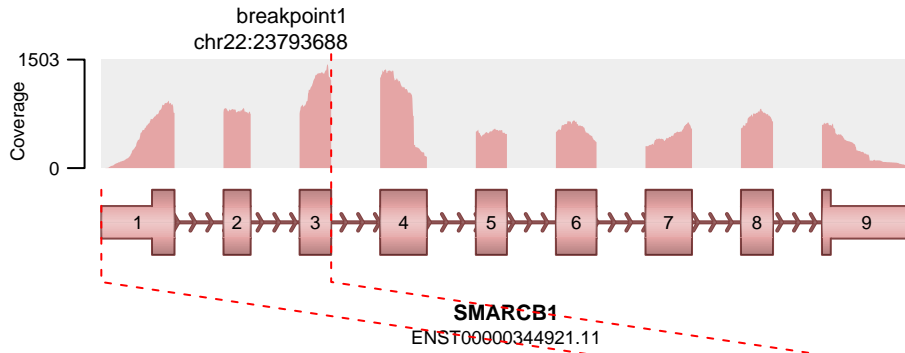 breakpoint1
chr22:23793688
1503
Coverage
0
1 2 3 4 5 6 7 8 9
SMARCB1
ENST00000344921.11